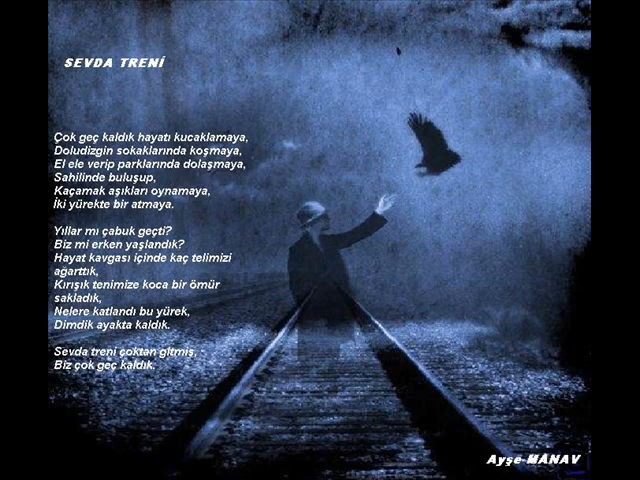 SEVDA TRENİ
Çok geç kaldık hayatı kucaklamaya,
Doludizgin sokaklarında koşmaya,
El ele verip parklarında dolaşmaya,
Sahilinde buluşup,
Kaçamak aşıkları oynamaya,
İki yürekte bir atmaya.
Yıllar mı çabuk geçti?
Biz mi erken yaşlandık?
Hayat kavgası içinde kaç telimizi
ağarttık,
Kırışık tenimize koca bir ömür
sakladık,
Nelere katlandı bu yürek,
Dimdik ayakta kaldık.
Sevda treni çoktan gitmiş,
Biz çok geç kaldık.
Ayşe MANAV